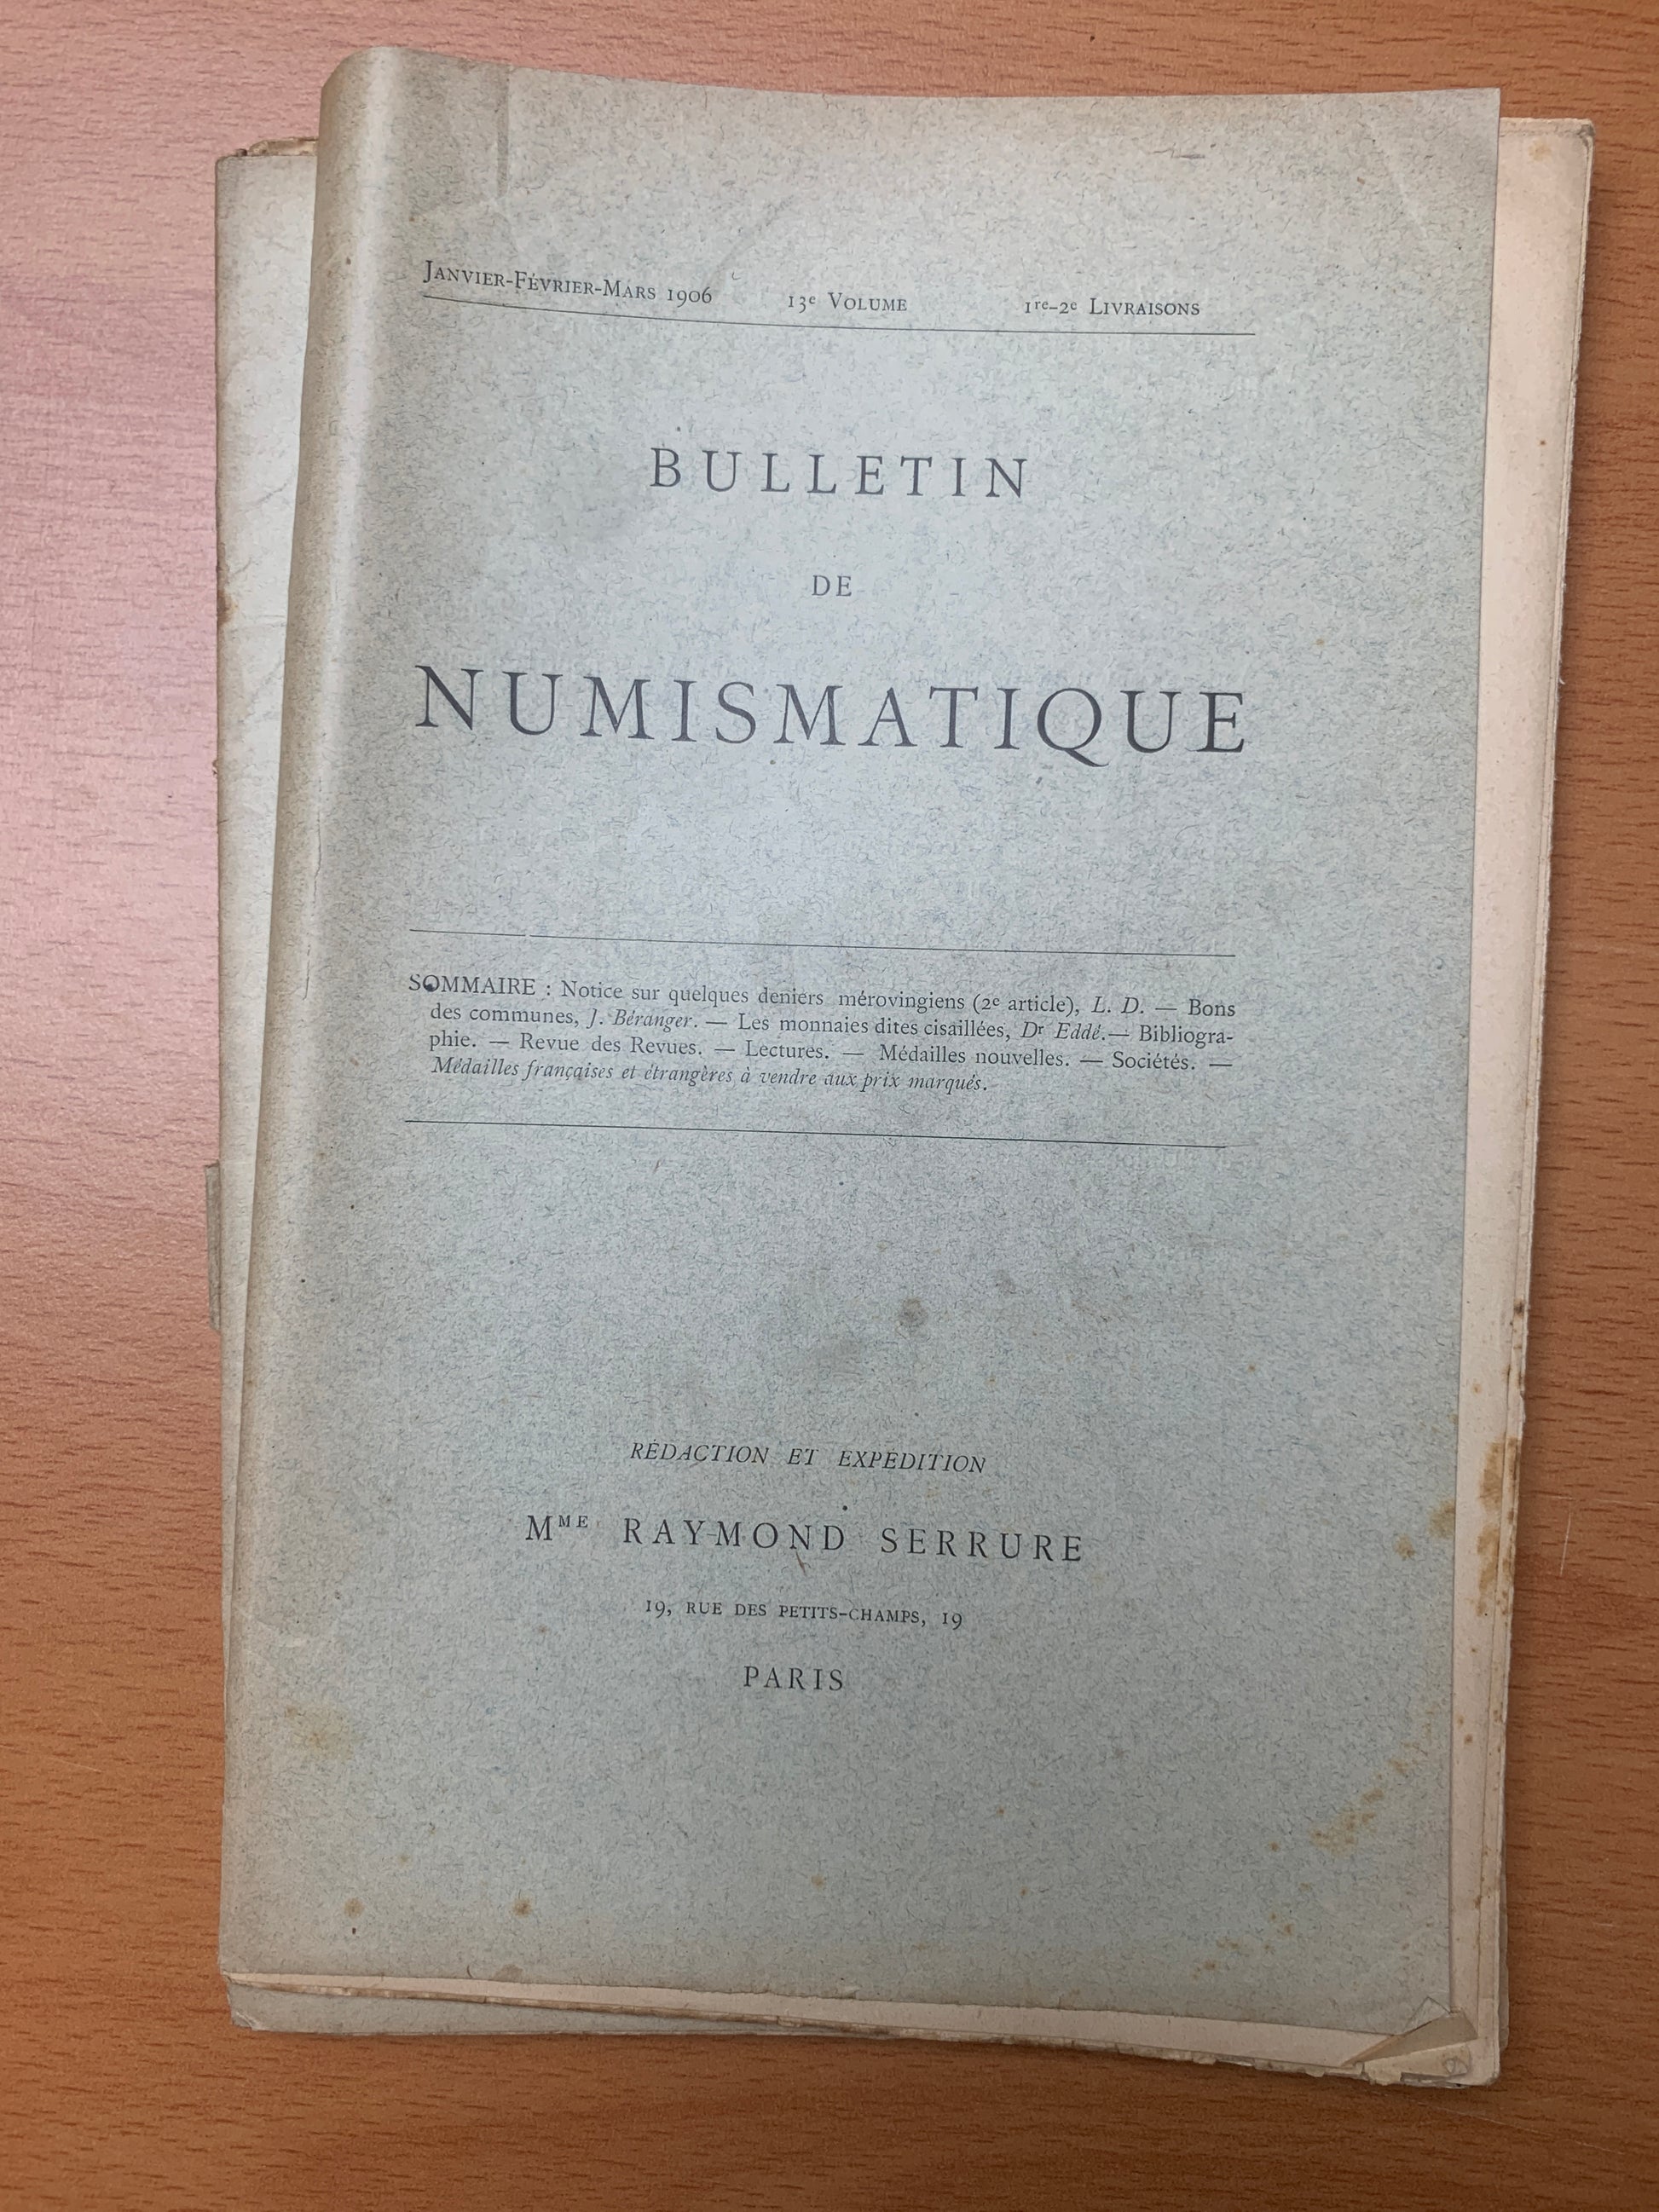 Janvier-Février-Mars 1906 13e Volume 1re-2e Livraisons
BULLETIN
DE
NUMISMATIQUE
SOMMAIRE : Notice sur quelques deniers mérovingiens (2e article), L. D. — Bons
des communes, J. Béranger. — Les monnaies dites cisaillées, Dr Eddé. — Bibliogra-
phie. — Revue des Revues. — Lectures. — Médailles nouvelles. — Sociétés. —
Médailles françaises et étrangères à vendre aux prix marqués.
RÉDACTION ET EXPÉDITION
MME RAYMOND SERRURE
19, RUE DES PETITS-CHAMPS, 19
PARIS